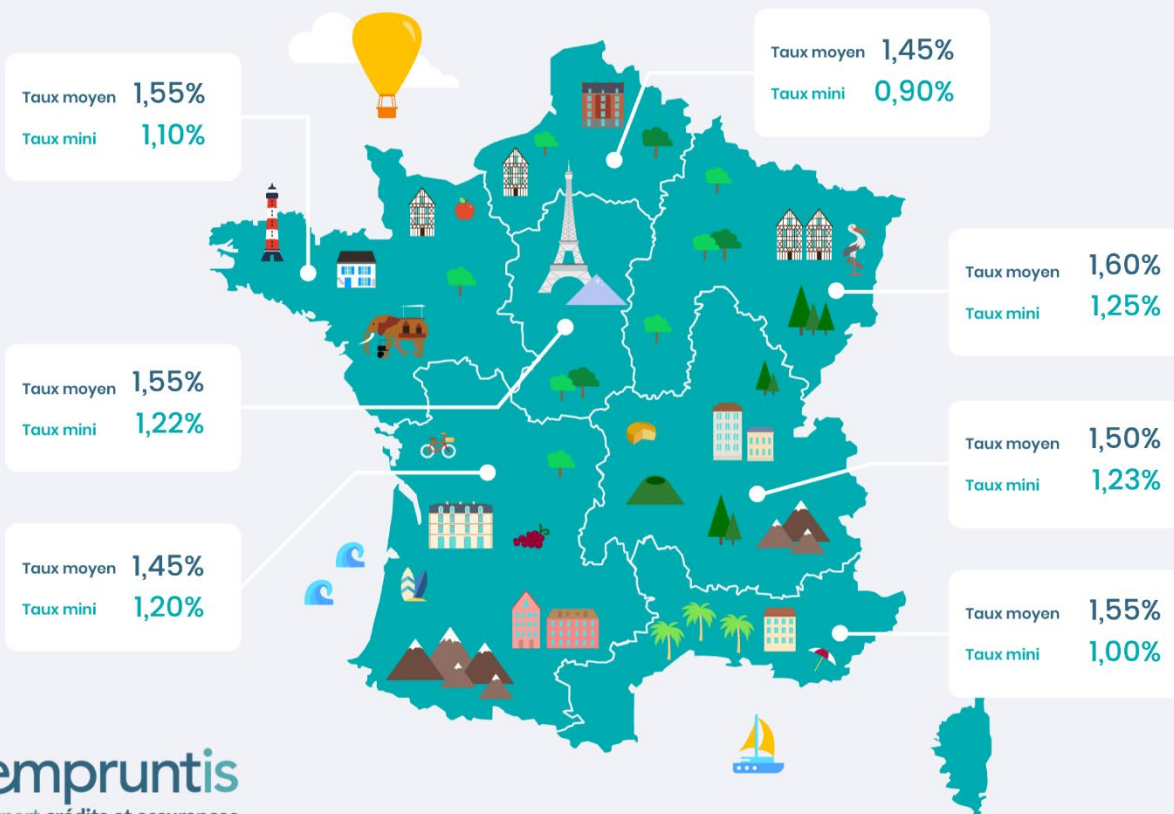 Taux moyen 1,45%
Taux mini 0,90%
Taux moyen 1,55%
Taux mini 1,10%
Taux moyen 1,60%
Taux mini 1,25%
Taux moyen 1,55%
Taux mini 1,22%
Taux moyen 1,50%
Taux mini 1,23%
Taux moyen 1,45%
Taux mini 1,20%
Taux moyen 1,55%
Taux mini 1,00%
empruntis
crédits et assurances